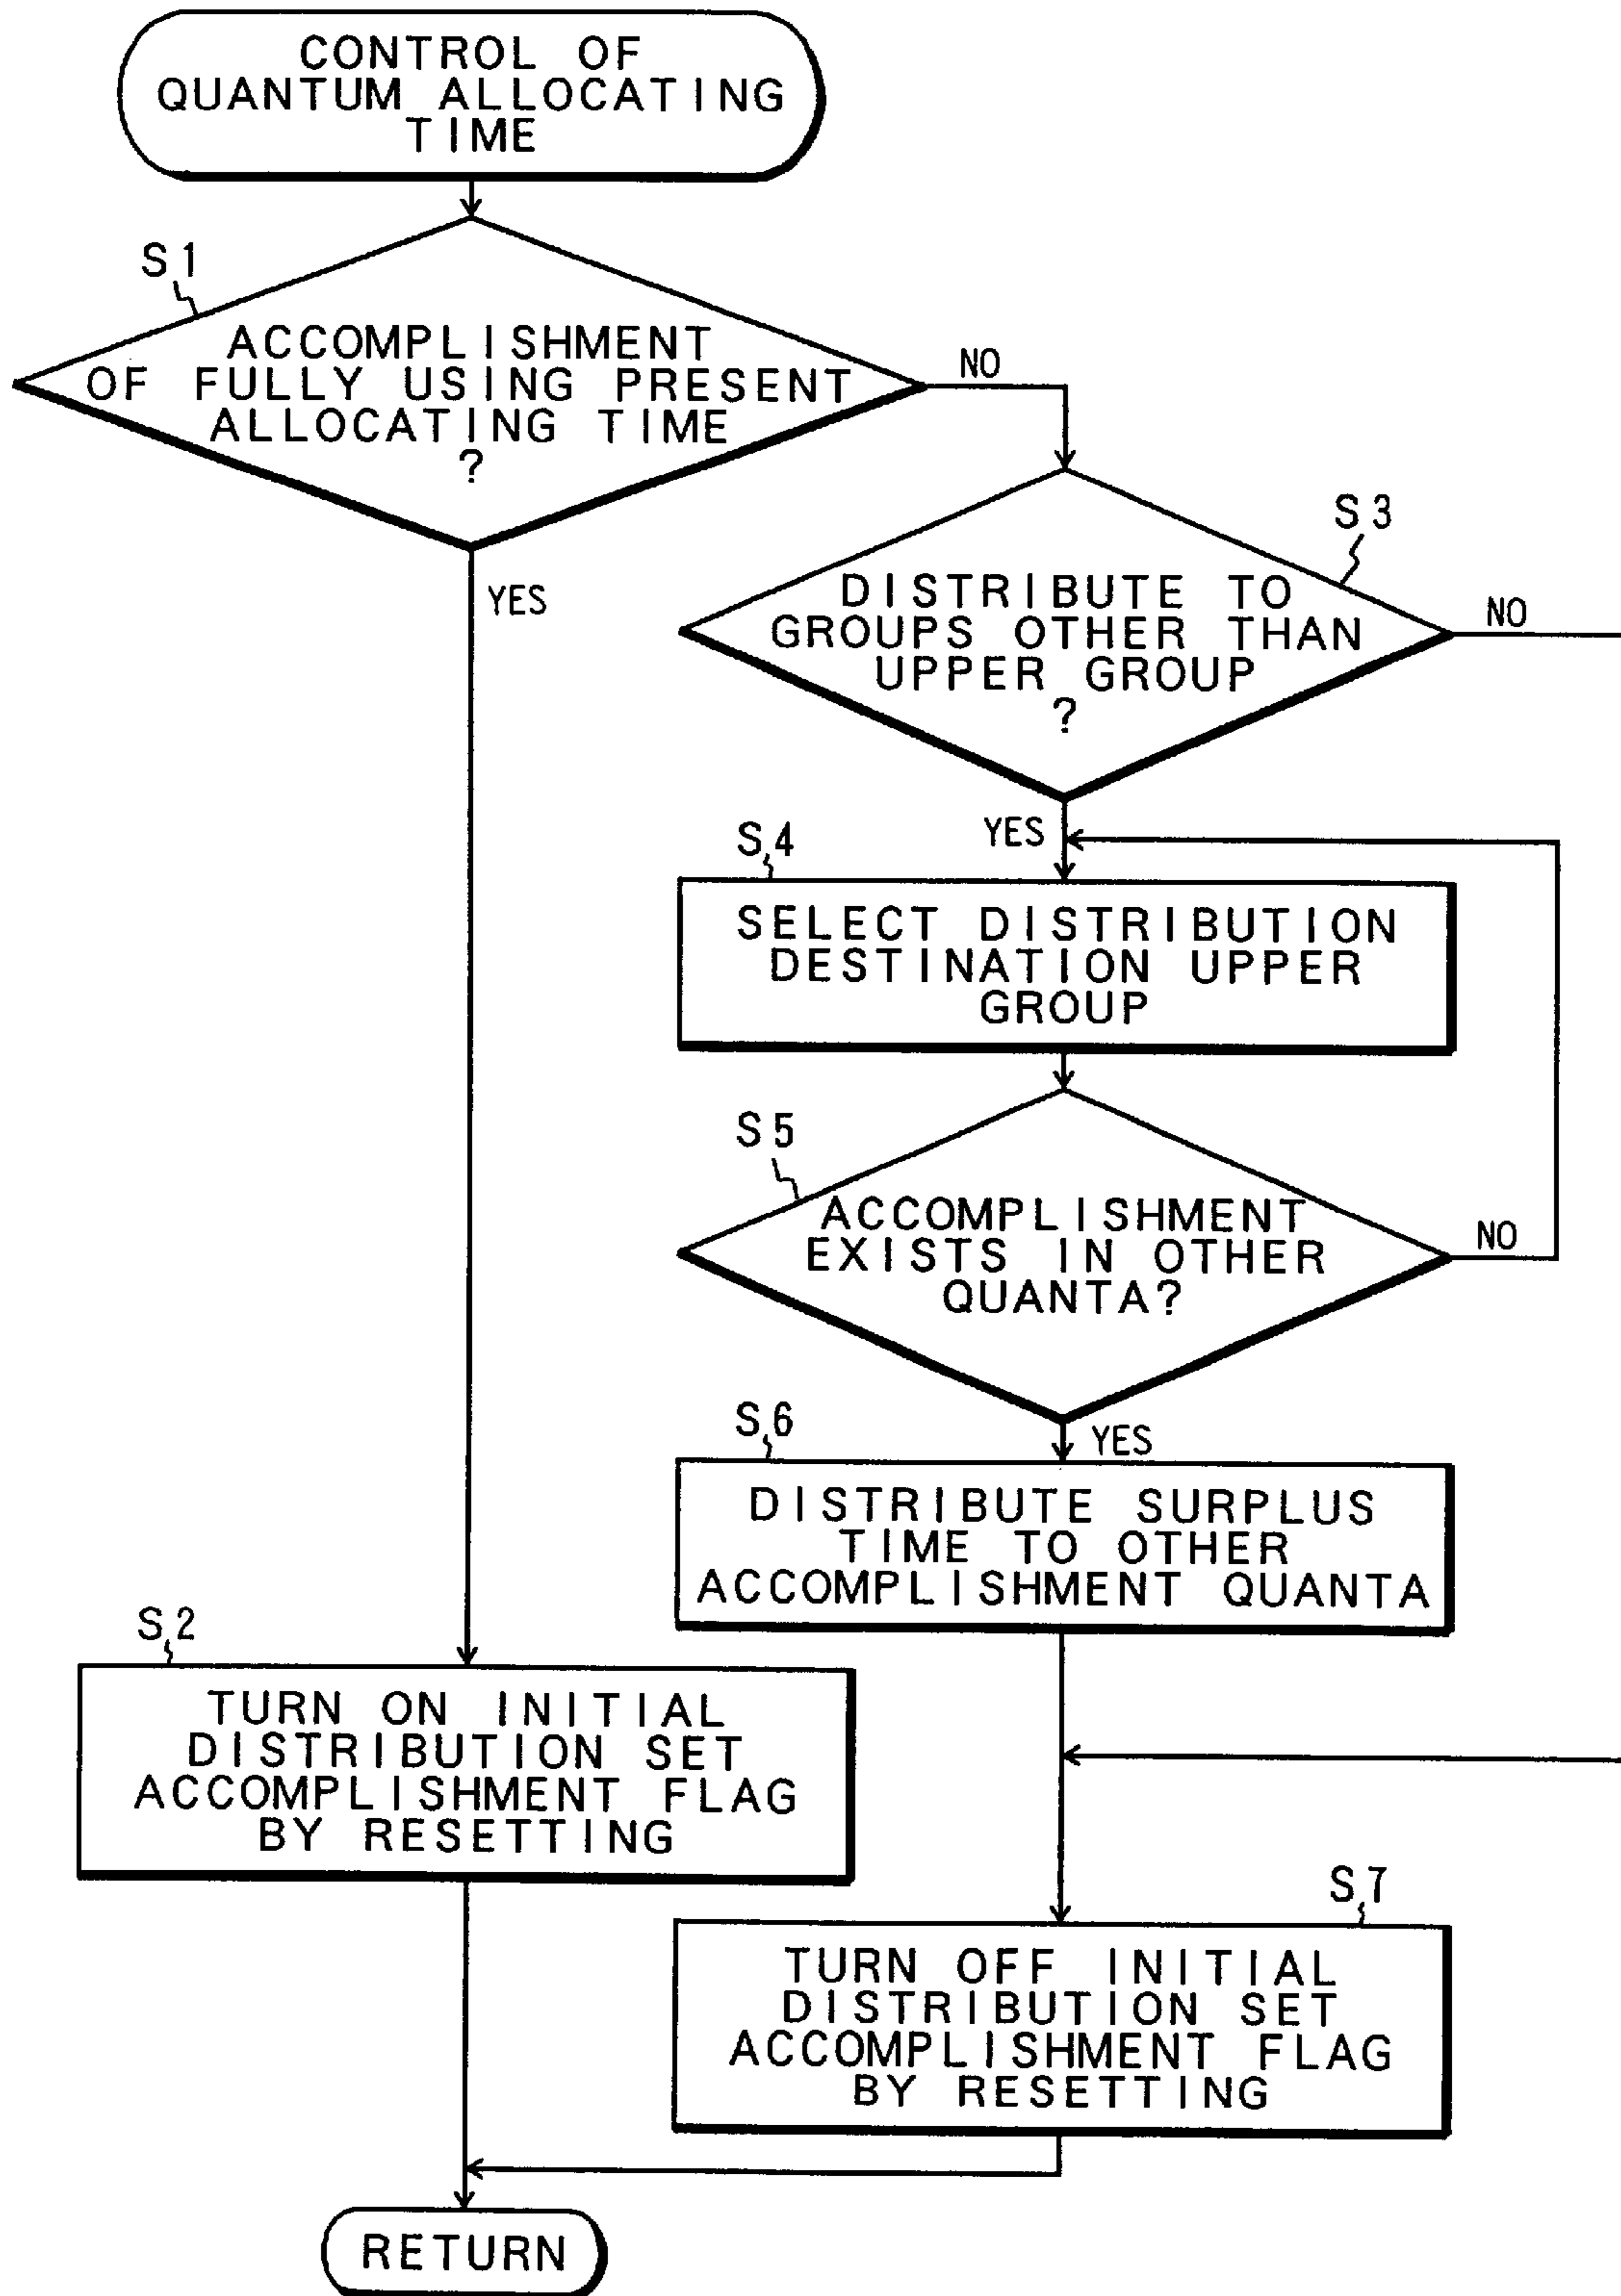 CONTROL OF
QUANTUM ALLOCATING
TIME
S1
ACCOMPLISHMENT
OF FULLY USING PRESENT
ALLOCATING TIME
?
NO
YES
S3
DISTRIBUTE TO
GROUPS OTHER THAN
UPPER GROUP
?
NO
YES
S4
SELECT DISTRIBUTION
DESTINATION UPPER
GROUP
S5
ACCOMPLISHMENT
EXISTS IN OTHER
QUANTA?
NO
YES
S6
DISTRIBUTE SURPLUS
TIME TO OTHER
ACCOMPLISHMENT QUANTA
S2
TURN ON INITIAL
DISTRIBUTION SET
ACCOMPLISHMENT FLAG
BY RESETTING
S7
TURN OFF INITIAL
DISTRIBUTION SET
ACCOMPLISHMENT FLAG
BY RESETTING
RETURN